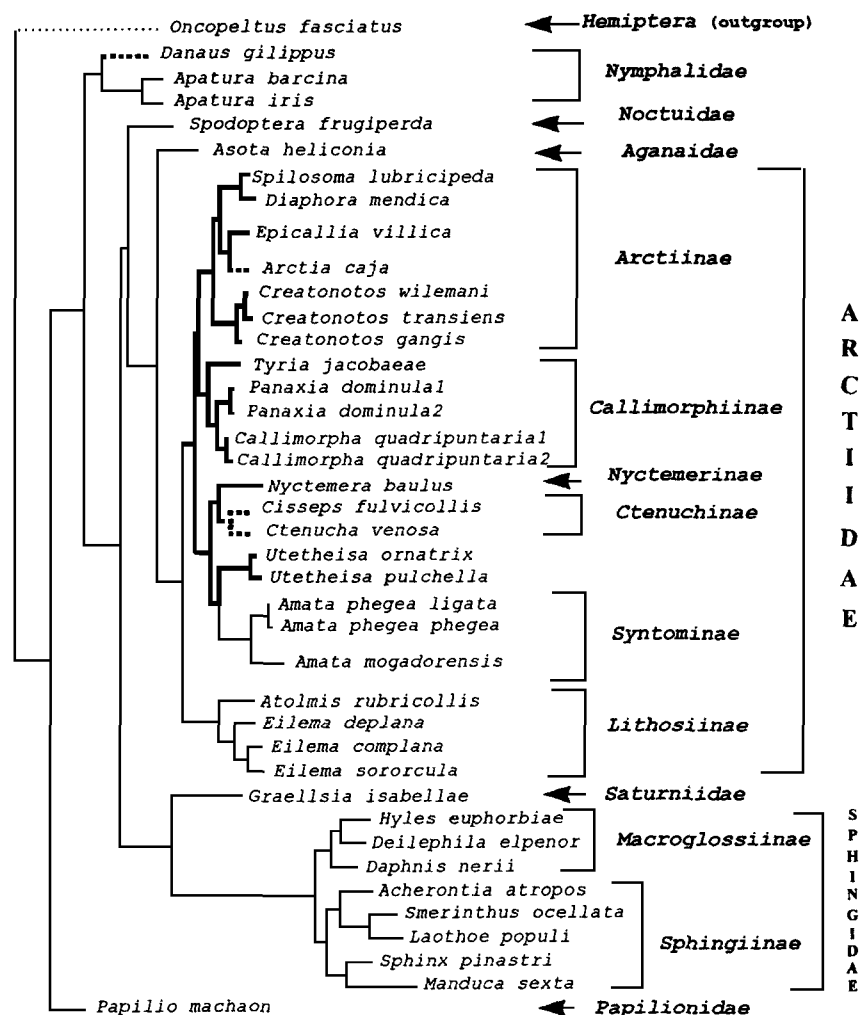 Oncopeltus fasciatus Hemiptera (outgroup)
Danaus gilippus
Apatura barcina Nymphalidae
Apatura iris
Spodoptera frugiperda Noctuidae
Asota heliconia Aganaidae
Spilosoma lubricipeda
Diaphora mendica
Epicallia villica
Arctiinae
Arctia caja
Creatonotos wilemani
Creatonotos transiens
Creatonotos gangis
Tyria jacobaeae
Panaxia dominula1
Panaxia dominula2 Callimorphiinae
Callimorpha quadripuntaria1
Callimorpha quadripuntaria2
Nyctemera baulus Nyctemerinae
Cisseps fulvicollis
Ctenuchinae
Ctenucha venosa
Utetheisa ornatrix
Utetheisa pulchella
Amata phegea ligata
Amata phegea phegea Syntominae
Amata mogadorensis
Atolmis rubricollis
Eilema deplana Lithosiinae
Eilema complana
Eilema sororcula
ARCTIIDAE
Graellsia isabellae Saturniidae
Hyles euphorbiae
Deilephila elpenor Macroglossiinae
Daphnis nerii
Acherontia atropos
Smerinthus ocellata
Laothoe populi Sphingiinae
Sphinx pinastri
Manduca sexta
SPHINGIDAE
Papilio machaon Papilionidae